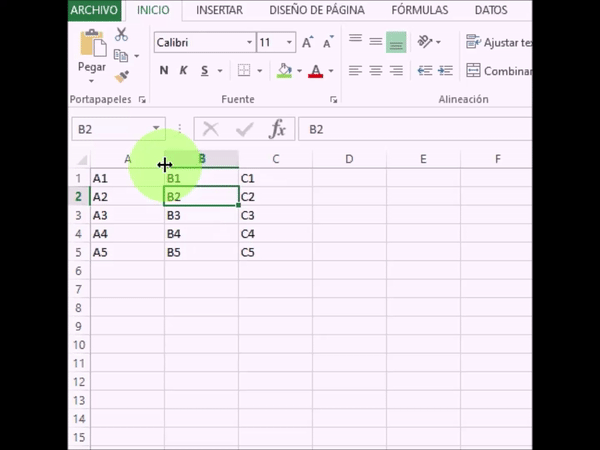 ARCHIVO INICIO INSERTAR DISEÑO DE PÁGINA FÓRMULAS DATOS
Calibri 11 A A Ajustar tex
Pegar
N K S A Combinar
Portapapeles Fuente Alineación
B2 fx B2
A B C D E F
1 A1 B1 C1
2 A2 B2 C2
3 A3 B3 C3
4 A4 B4 C4
5 A5 B5 C5
6
7
8
9
10
11
12
13
14
15